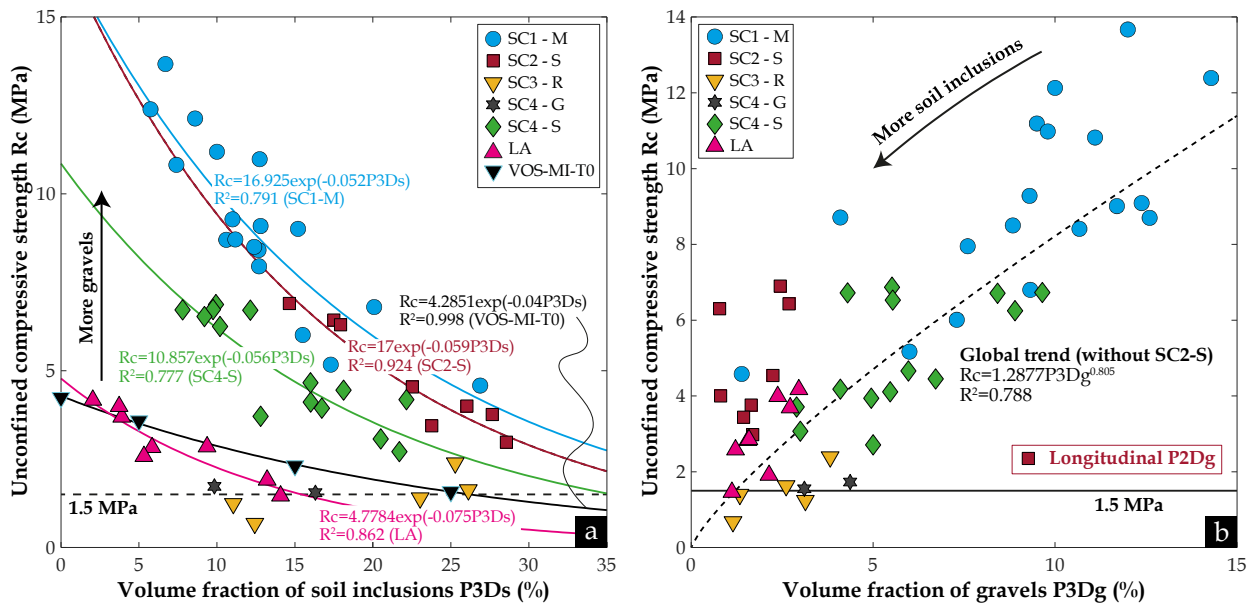 15
10
5
0
0
5
10
15
20
25
30
35
Unconfined compressive strength Rc (MPa)
Volume fraction of soil inclusions P3Ds (%)
SC1 - M
SC2 - S
SC3 - R
SC4 - G
SC4 - S
LA
VOS-MI-T0
Rc=16.925exp(-0.052P3Ds)
R²=0.791 (SC1-M)
More gravels
Rc=4.2851exp(-0.04P3Ds)
R²=0.998 (VOS-MI-T0)
Rc=10.857exp(-0.056P3Ds)
R²=0.777 (SC4-S)
Rc=17exp(-0.059P3Ds)
R²=0.924 (SC2-S)
1.5 MPa
Rc=4.7784exp(-0.075P3Ds)
R²=0.862 (LA)
a
14
12
10
8
6
4
2
0
0
5
10
15
Unconfined compressive strength Rc (MPa)
Volume fraction of gravels P3Dg (%)
SC1 - M
SC2 - S
SC3 - R
SC4 - G
SC4 - S
LA
More soil inclusions
Global trend (without SC2-S)
Rc=1.2877P3Dg^0.805
R²=0.788
Longitudinal P2Dg
1.5 MPa
b